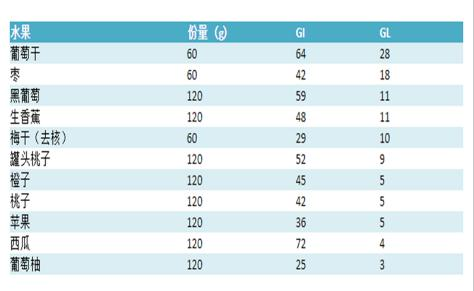 水果 份量（g） GI GL
葡萄干 60 64 28
枣 60 42 18
黑葡萄 120 59 11
生香蕉 120 48 11
梅干（去核） 60 29 10
罐头桃子 120 52 9
橙子 120 45 5
桃子 120 42 5
苹果 120 36 5
西瓜 120 72 4
葡萄柚 120 25 3